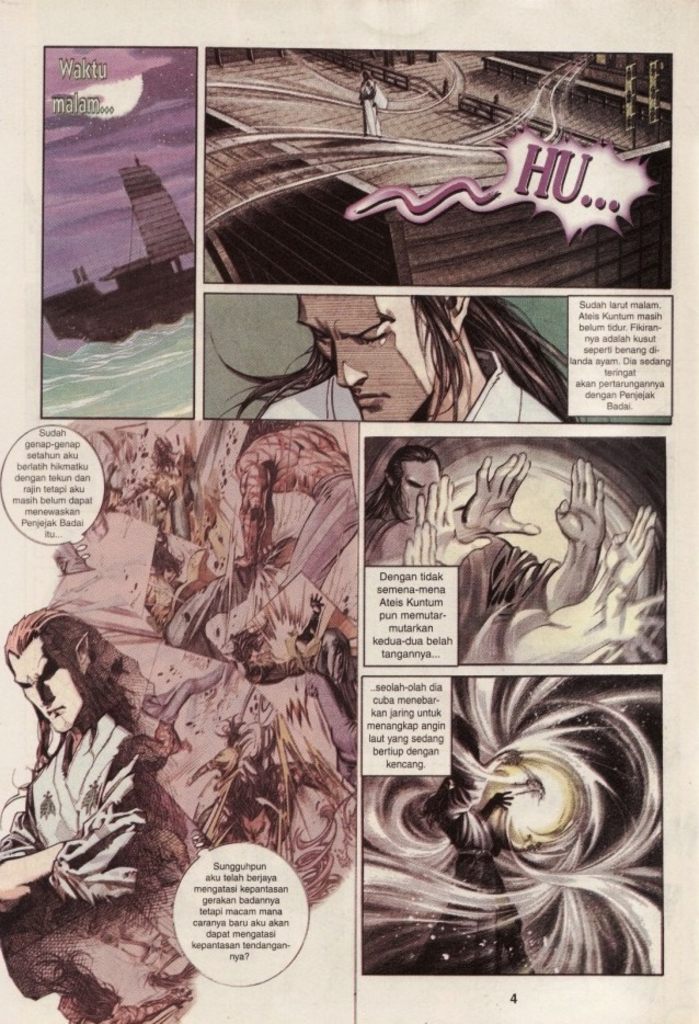 Waktu
malam...
HU...
Sudah larut malam,
Ateis Kuntum masih
belum tidur. Fikiran-
nya adalah kusut
seperti benang di-
landa angin. Dia sedang
teringat
akan pertarungannya
dengan Penjejak
Badai.
Sudah
genap-genap
setahun aku
berlatih hikmatku
dengan tekun dan
rajin tetapi aku
masih belum dapat
menewaskan
Penjejak Badai
itu...
Dengan tidak
semena-mena
Ateis Kuntum
pun memutar-
mutarkan
kedua-dua belah
tangannya...
..seolah-olah dia
cuba menebar-
kan jaring untuk
menangkap angin
laut yang sedang
bertiup dengan
kencang.
Sungguhpun
aku telah berjaya
mengatasi kepantasan
gerakan badannya
tetapi macam mana
caranya baru aku akan
dapat mengatasi
kepantasan tendangan-
nya?
4